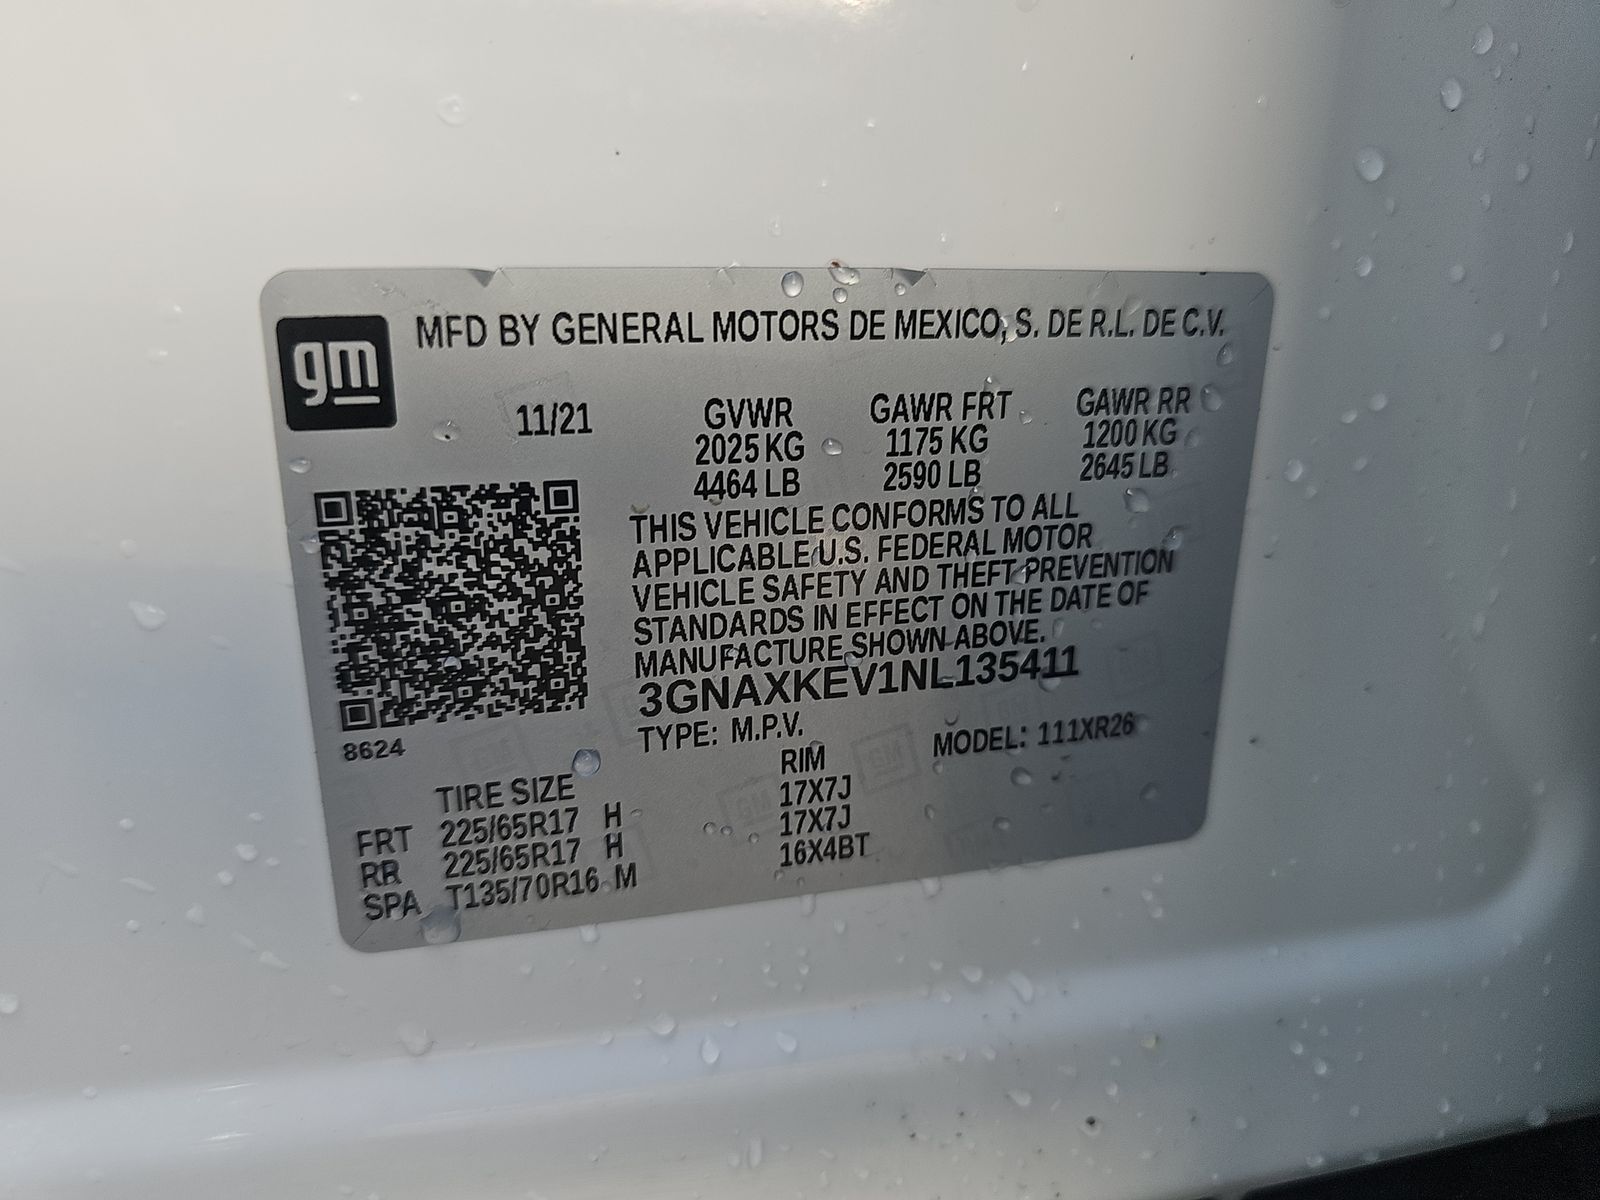 gm
MFD BY GENERAL MOTORS DE MEXICO, S. DE R.L. DE C.V.
11/21 GVWR GAWR FRT GAWR RR
2025 KG 1175 KG 1200 KG
4464 LB 2590 LB 2645 LB
THIS VEHICLE CONFORMS TO ALL
APPLICABLE U.S. FEDERAL MOTOR
VEHICLE SAFETY AND THEFT PREVENTION
STANDARDS IN EFFECT ON THE DATE OF
MANUFACTURE SHOWN ABOVE.
3GNAXKEV1NL135411
TYPE: M.P.V. MODEL: 111XR26
8624
TIRE SIZE RIM
FRT 225/65R17 H 17X7J
RR 225/65R17 H 17X7J
SPA T135/70R16 M 16X4BT